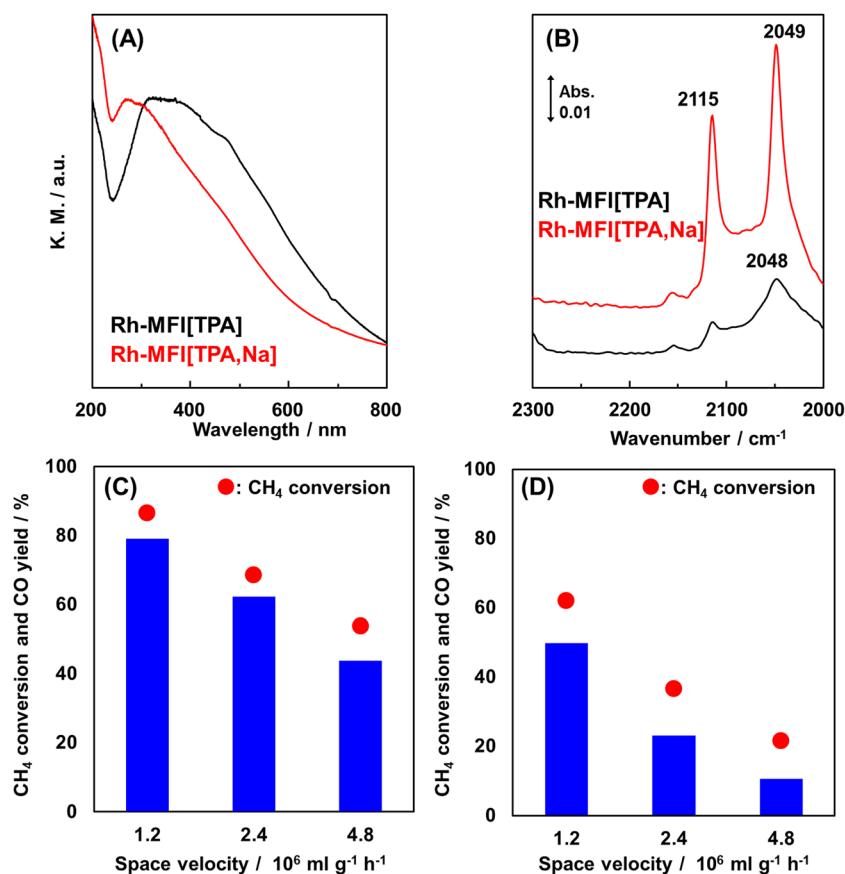 (A)
K. M. / a.u.
Rh-MFI[TPA]
Rh-MFI[TPA,Na]
200 400 600 800
Wavelength / nm
(B)
2049
Abs.
0.01
2115
Rh-MFI[TPA]
Rh-MFI[TPA,Na]
2048
2300 2200 2100 2000
Wavenumber / cm⁻¹
(C)
: CH₄ conversion
CH₄ conversion and CO yield / %
100
80
60
40
20
0
1.2 2.4 4.8
Space velocity / 10⁶ ml g⁻¹ h⁻¹
(D)
: CH₄ conversion
CH₄ conversion and CO yield / %
100
80
60
40
20
0
1.2 2.4 4.8
Space velocity / 10⁶ ml g⁻¹ h⁻¹